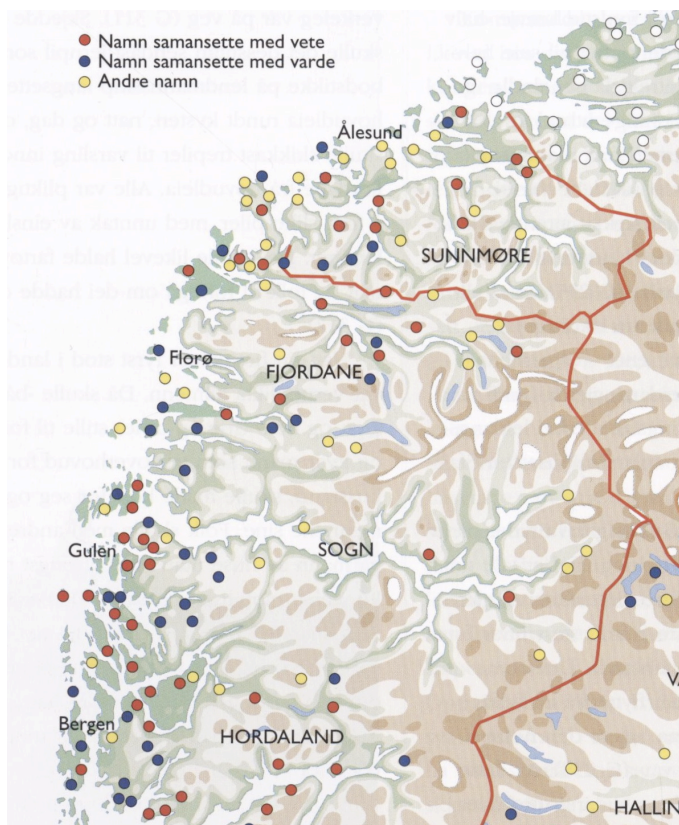 Namn samansette med vete
Namn samansette med varde
Andre namn
Ålesund
SUNNMØRE
Florø
FJORDANE
Gulen
SOGN
Bergen
HORDALAND
HALLIN